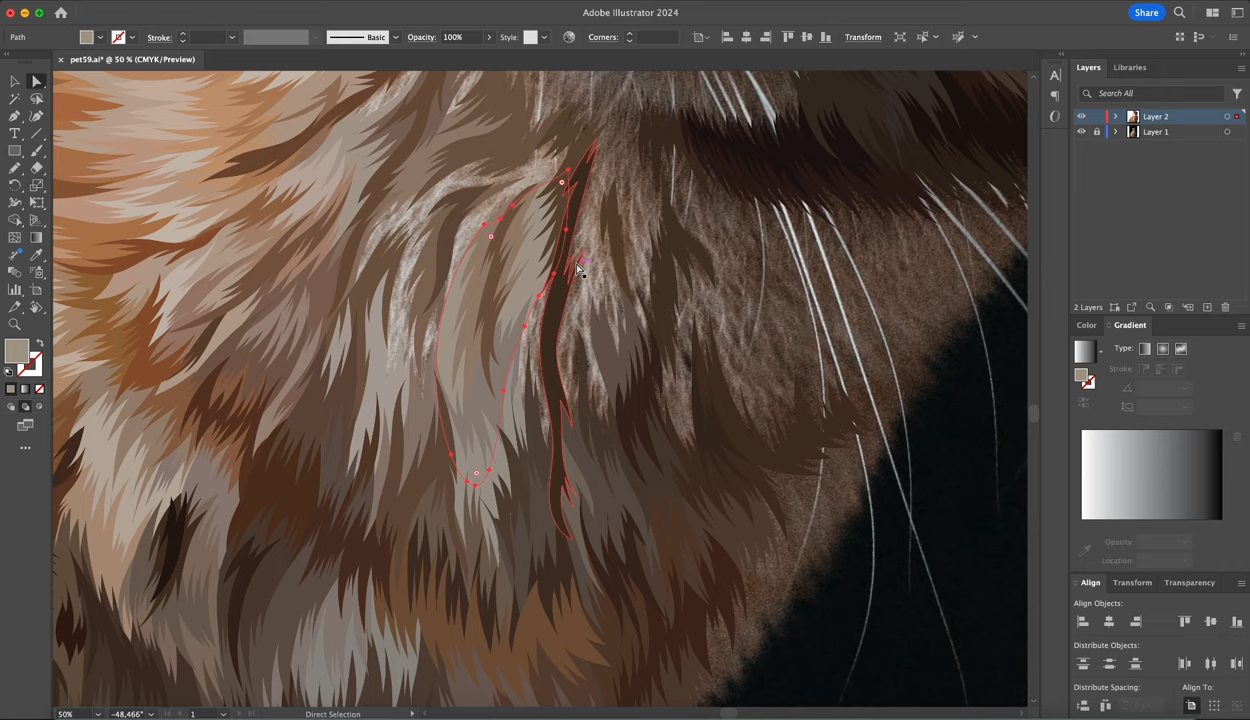 Adobe Illustrator 2024
Share
Path
Stroke:
Basic
Opacity:
100%
Style:
Corners:
Transform
pet59.ai* @ 50 % (CMYK/Preview)
Layers
Libraries
Search All
Layer 2
Layer 1
2 Layers
Color
Gradient
Type:
Stroke:
Opacity:
Location:
Align
Transform
Transparency
Align Objects:
Distribute Objects:
Distribute Spacing:
Align To:
50%
-48,466°
1
Direct Selection